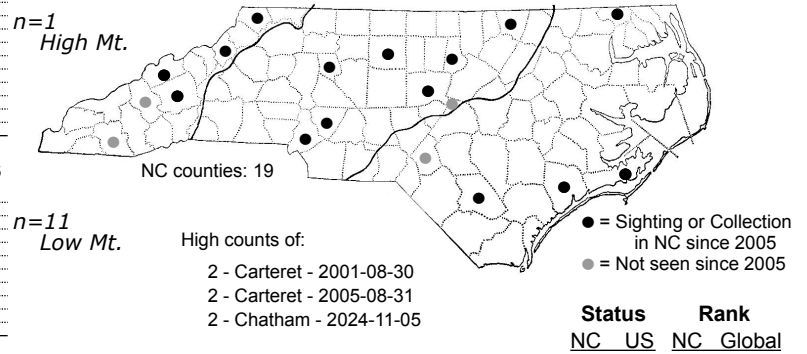 n=1
High Mt.
NC counties: 19
n=11
Low Mt.
High counts of:
2 - Carteret - 2001-08-30
2 - Carteret - 2005-08-31
2 - Chatham - 2024-11-05
= Sighting or Collection
in NC since 2005
= Not seen since 2005
Status Rank
NC US NC Global